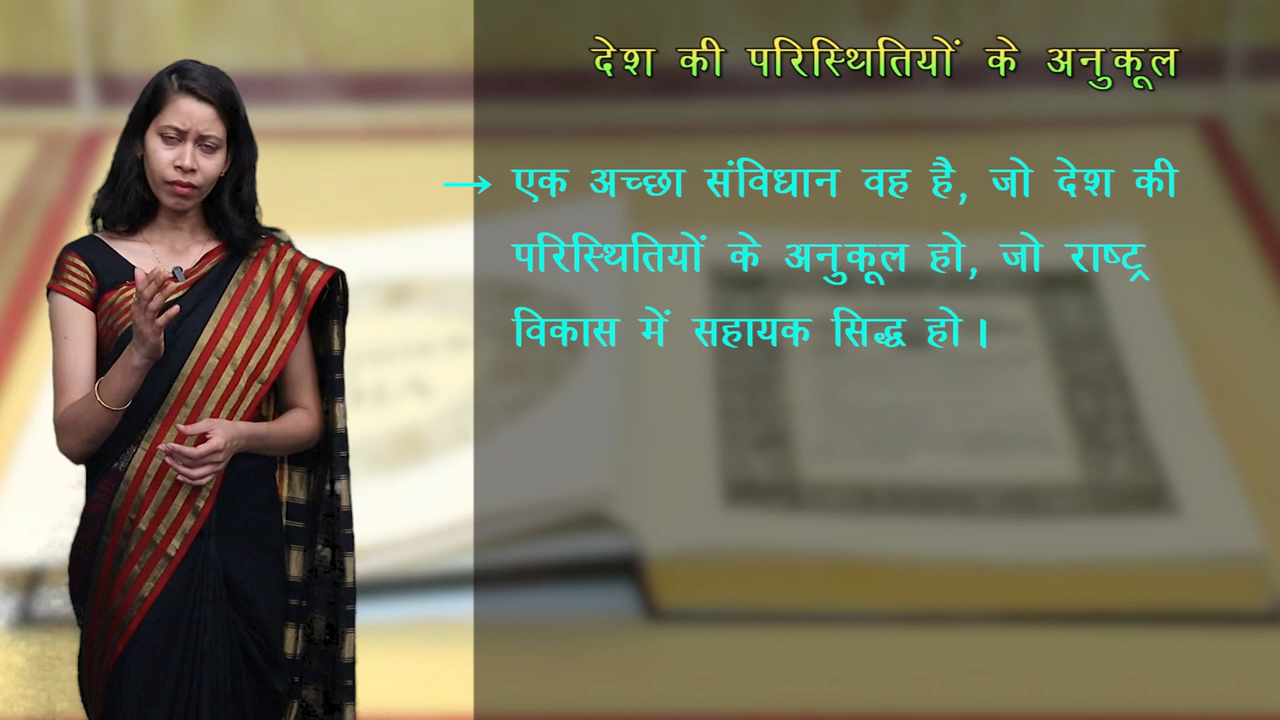 देश की परिस्थितियों के अनुकूल
→ एक अच्छा संविधान वह है, जो देश की
परिस्थितियों के अनुकूल हो, जो राष्ट्र
विकास में सहायक सिद्ध हो।